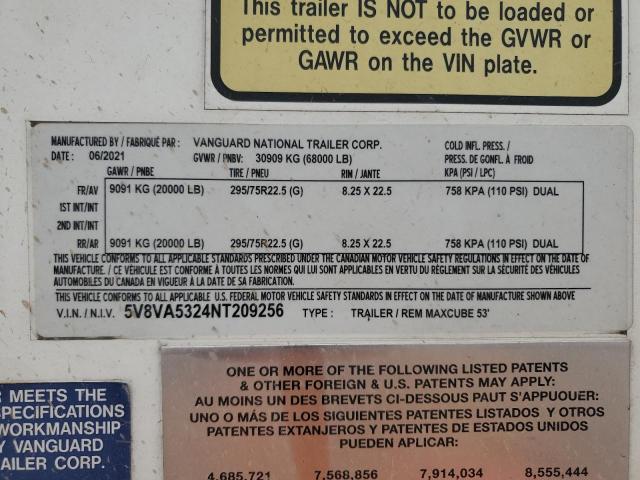 This trailer IS NOT to be loaded or
permitted to exceed the GVWR or
GAWR on the VIN plate.
MANUFACTURED BY / FABRIQUÉ PAR : VANGUARD NATIONAL TRAILER CORP.
DATE : 06/2021 GVWR / PNBV: 30909 KG (68000 LB)
COLD INFL. PRESS./
PRESS. DE GONFL. À FROID
GAWR / PNBE TIRE / PNEU RIM / JANTE KPA (PSI / LPC)
FR/AV 9091 KG (20000 LB) 295/75R22.5 (G) 8.25 X 22.5 758 KPA (110 PSI) DUAL
1ST INT/INT
2ND INT/INT
RR/AR 9091 KG (20000 LB) 295/75R22.5 (G) 8.25 X 22.5 758 KPA (110 PSI) DUAL
THIS VEHICLE CONFORMS TO ALL APPLICABLE STANDARDS PRESCRIBED UNDER THE CANADIAN MOTOR VEHICLE SAFETY REGULATIONS IN EFFECT ON THE DATE OF
MANUFACTURE. / CE VÉHICULE EST CONFORME À TOUTES LES NORMES QUI LUI SONT APPLICABLES EN VERTU DU RÈGLEMENT SUR LA SÉCURITÉ DES VÉHICULES
AUTOMOBILES DU CANADA EN VIGUEUR À LA DATE DE SA FABRICATION.
THIS VEHICLE CONFORMS TO ALL APPLICABLE U.S. FEDERAL MOTOR VEHICLE SAFETY STANDARDS IN EFFECT ON THE DATE OF MANUFACTURE SHOWN ABOVE
V.I.N. / N.I.V. 5V8VA5324NT209256 TYPE : TRAILER / REM MAXCUBE 53'
ONE OR MORE OF THE FOLLOWING LISTED PATENTS
& OTHER FOREIGN & U.S. PATENTS MAY APPLY:
AU MOINS UN DES BREVETS CI-DESSOUS PAUT S'APPUOUER:
UNO O MÁS DE LOS SIGUIENTES PATENTES LISTADOS Y OTROS
PATENTES EXTANJEROS Y PATENTES DE ESTADOS UNIDOS
PUEDEN APLICAR:
4,685,721 7,568,856 7,914,034 8,555,444
R MEETS THE
SPECIFICATIONS
WORKMANSHIP
Y VANGUARD
AILER CORP.